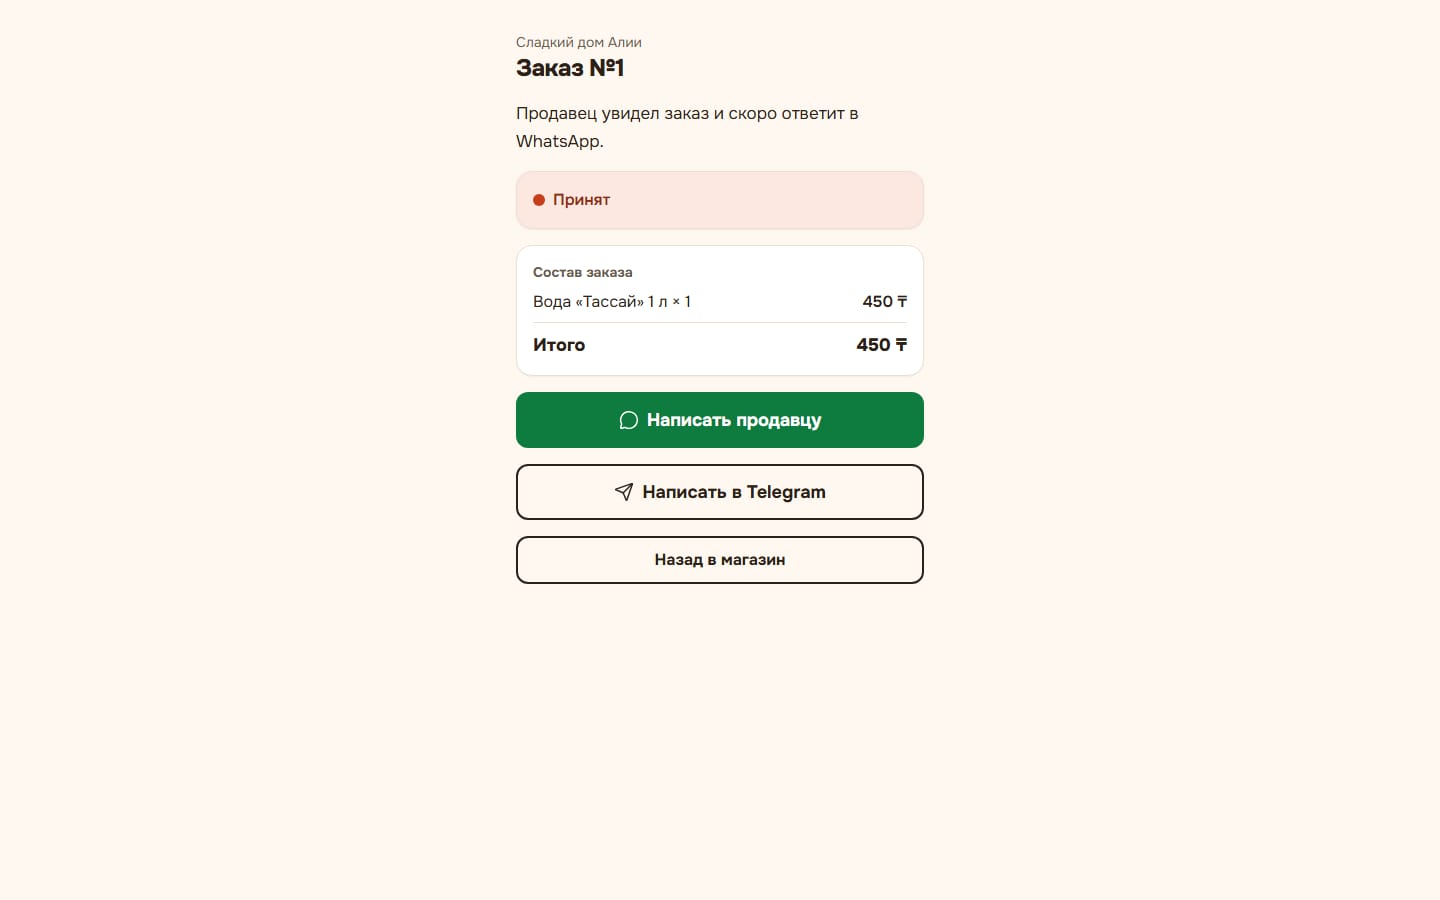 Сладкий дом Алии
Заказ №1
Продавец увидел заказ и скоро ответит в
WhatsApp.
Принят
Состав заказа
Вода «Тассай» 1 л × 1 450 ₸
Итого 450 ₸
Написать продавцу
Написать в Telegram
Назад в магазин